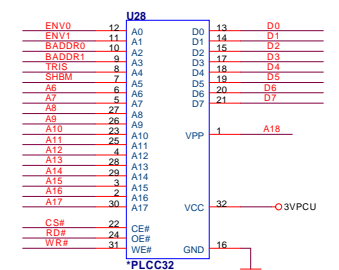 U28
ENV0 12 A0 D0 13 D0
ENV1 11 A1 D1 14 D1
BADDR0 10 A2 D2 15 D2
BADDR1 9 A3 D3 17 D3
TRIS 8 A4 D4 18 D4
SHBM 7 A5 D5 19 D5
A6 6 A6 D6 20 D6
A7 5 A7 D7 21 D7
A8 27 A8
A9 26 A9
A10 23 A10 VPP 1 A18
A11 25 A11
A12 4 A12
A13 28 A13
A14 29 A14
A15 3 A15
A16 2 A16
A17 30 A17 VCC 32 3VPCU
CS# 22 CE#
RD# 24 OE# GND 16
WR# 31 WE#
*PLCC32